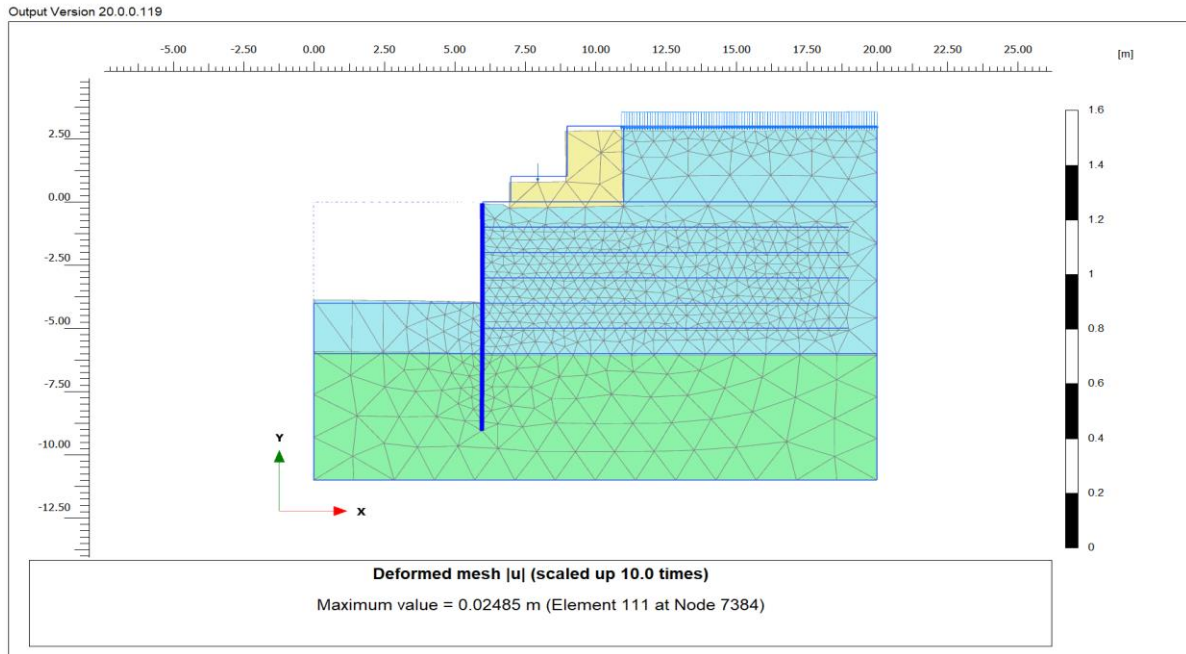 Output Version 20.0.0.119
-5.00 -2.50 0.00 2.50 5.00 7.50 10.00 12.50 15.00 17.50 20.00 22.50 25.00
[m]
2.50
0.00
-2.50
-5.00
-7.50
-10.00
-12.50
1.6
1.4
1.2
1
0.8
0.6
0.4
0.2
0
Y
X
Deformed mesh |u| (scaled up 10.0 times)
Maximum value = 0.02485 m (Element 111 at Node 7384)